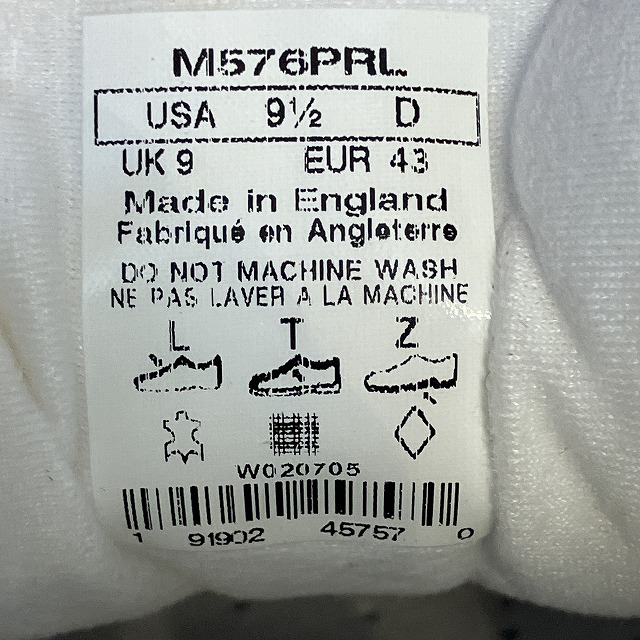 M576PRL
USA 9½ D
UK 9 EUR 43
Made in England
Fabriqué en Angleterre
DO NOT MACHINE WASH
NE PAS LAVER A LA MACHINE
L T Z
W020705
1 91902 45757 0